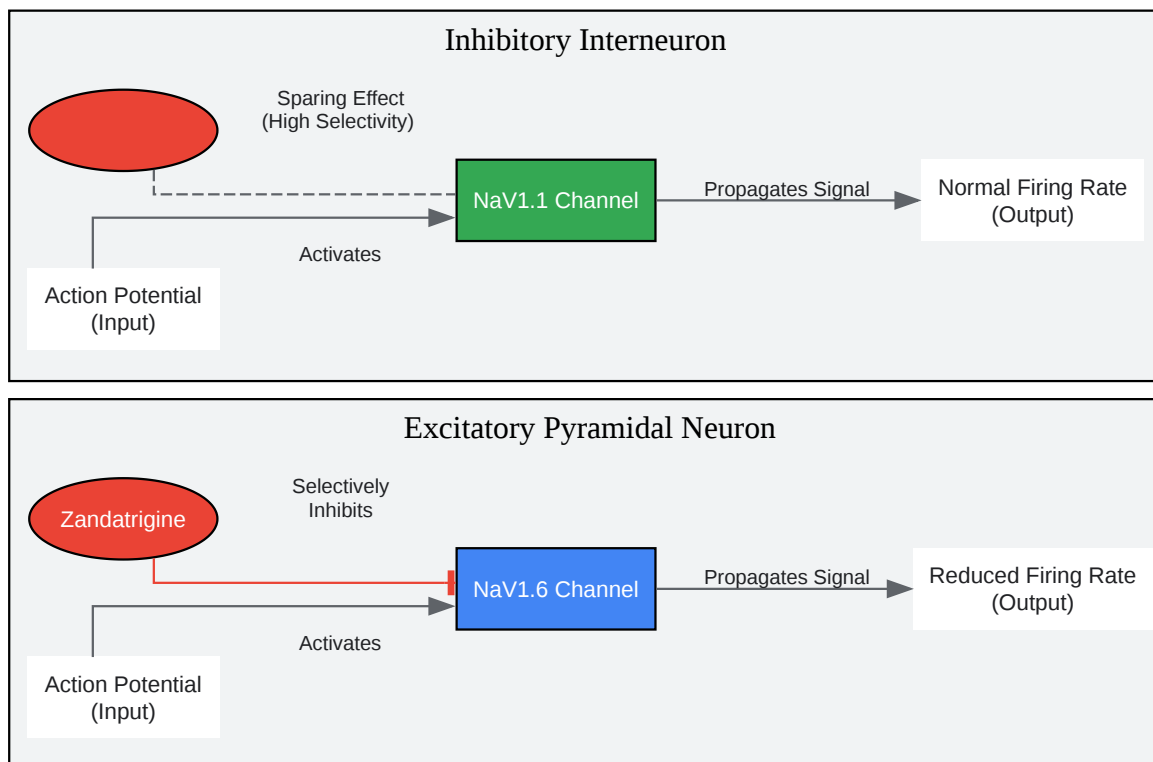 Inhibitory Interneuron
Sparing Effect
(High Selectivity)
NaV1.1 Channel
Propagates Signal
Normal Firing Rate
(Output)
Activates
Action Potential
(Input)
Excitatory Pyramidal Neuron
Zandatrigine
Selectively
Inhibits
NaV1.6 Channel
Propagates Signal
Reduced Firing Rate
(Output)
Activates
Action Potential
(Input)